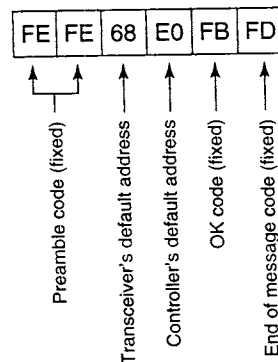 FE FE 68 E0 FB FD
Preamble code (fixed)
Transceiver's default address
Controller's default address
OK code (fixed)
End of message code (fixed)